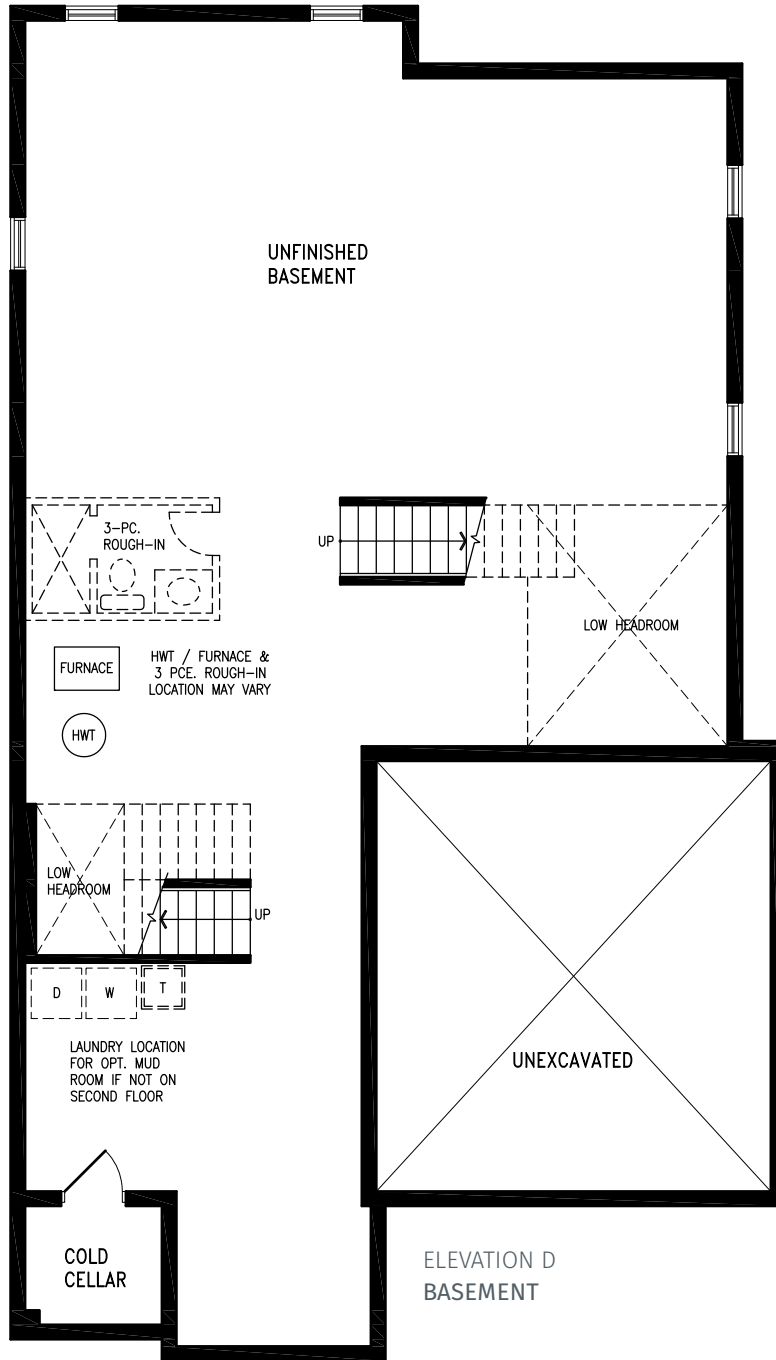 UNFINISHED
BASEMENT
3-PC.
ROUGH-IN
UP
LOW HEADROOM
FURNACE
HWT / FURNACE &
3 PCE. ROUGH-IN
LOCATION MAY VARY
HWT
LOW
HEADROOM
UP
D
W
T
LAUNDRY LOCATION
FOR OPT. MUD
ROOM IF NOT ON
SECOND FLOOR
UNEXCAVATED
COLD
CELLAR
ELEVATION D
BASEMENT